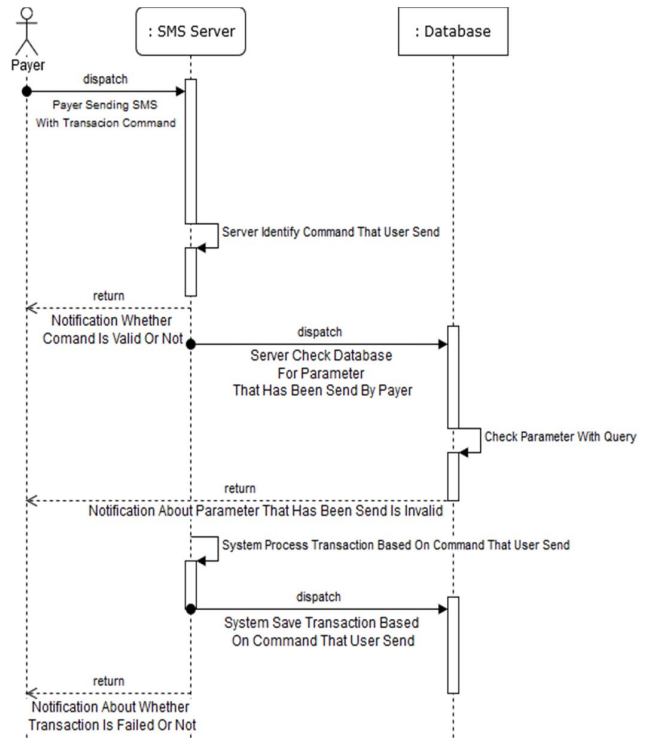 : SMS Server
: Database
Payer
dispatch
Payer Sending SMS
With Transacion Command
Server Identify Command That User Send
return
Notification Whether
Comand Is Valid Or Not
dispatch
Server Check Database
For Parameter
That Has Been Send By Payer
Check Parameter With Query
return
Notification About Parameter That Has Been Send Is Invalid
System Process Transaction Based On Command That User Send
dispatch
System Save Transaction Based
On Command That User Send
return
Notification About Whether
Transaction Is Failed Or Not